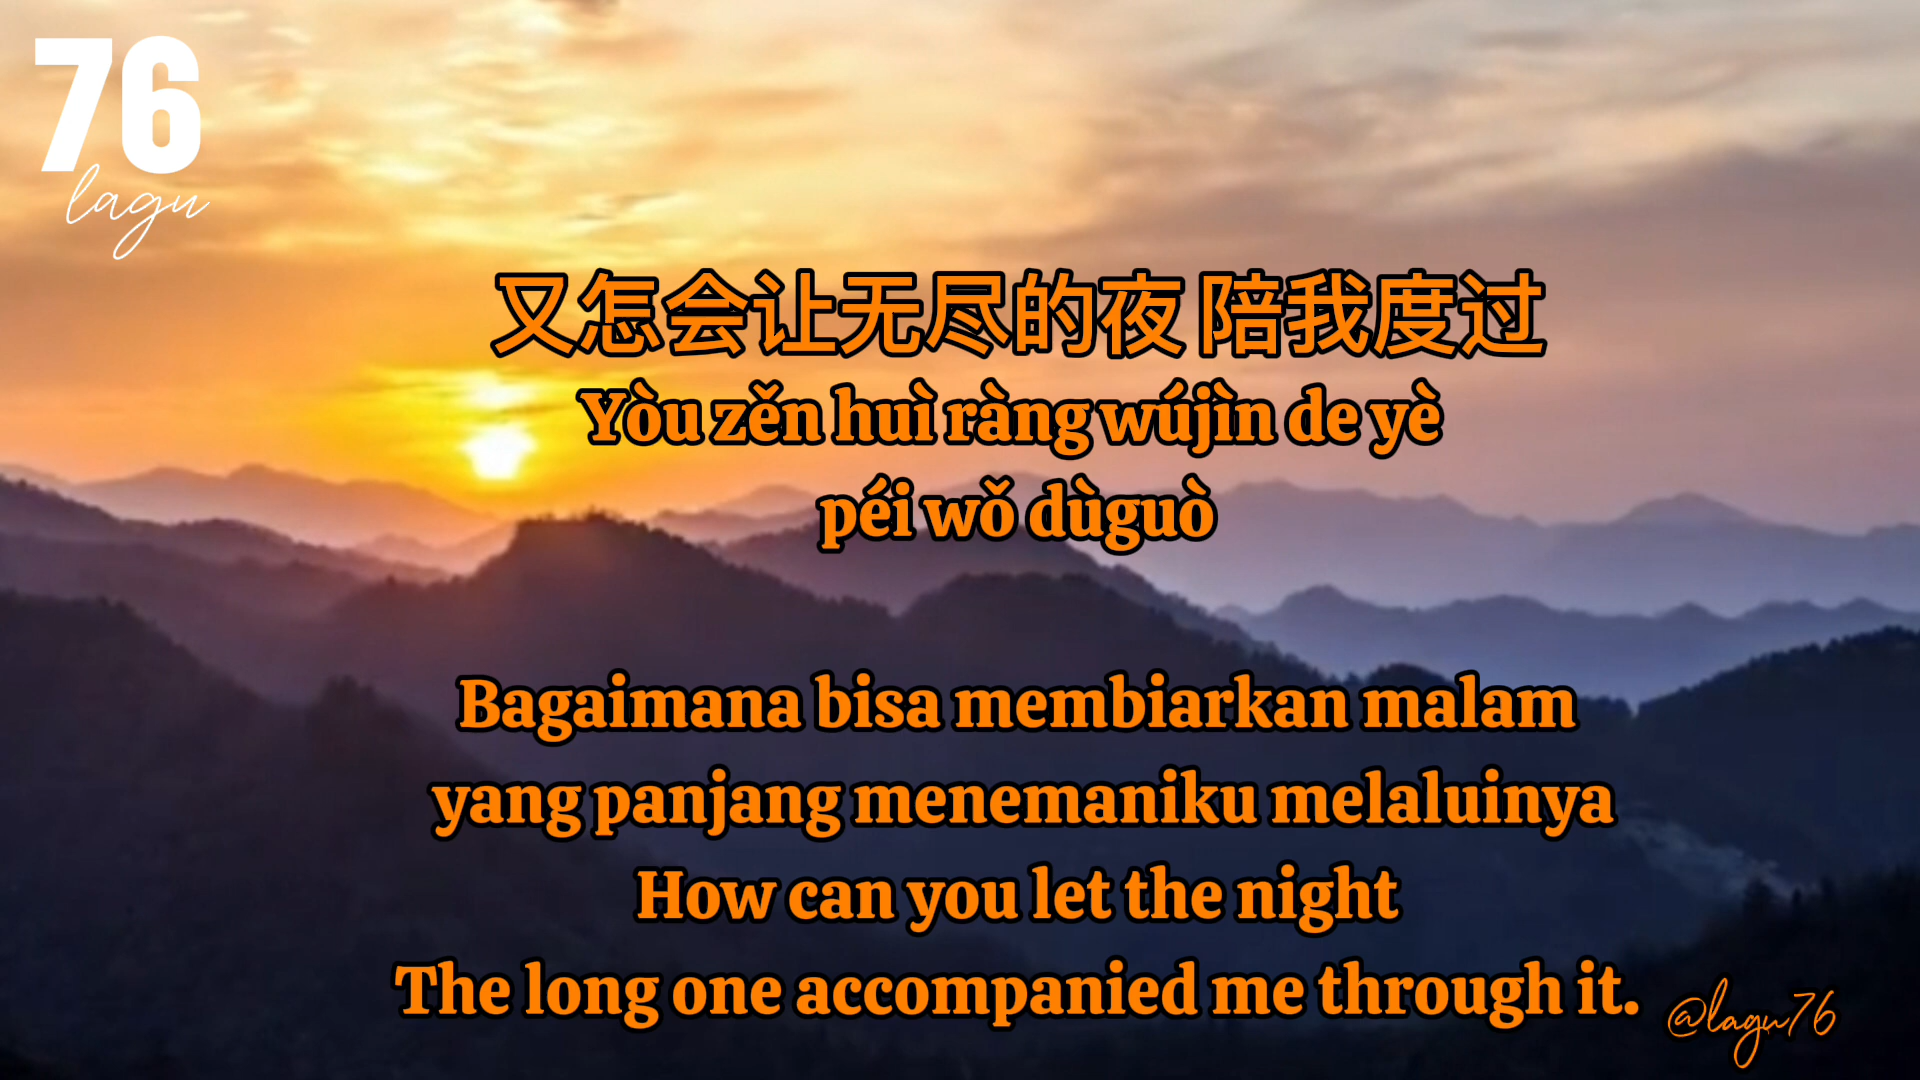 76
lagu
又怎会让无尽的夜 陪我度过
Yòu zěn huì ràng wújìn de yè
péi wǒ dùguò
Bagaimana bisa membiarkan malam
yang panjang menemaniku melaluinya
How can you let the night
The long one accompanied me through it.
@lagu76